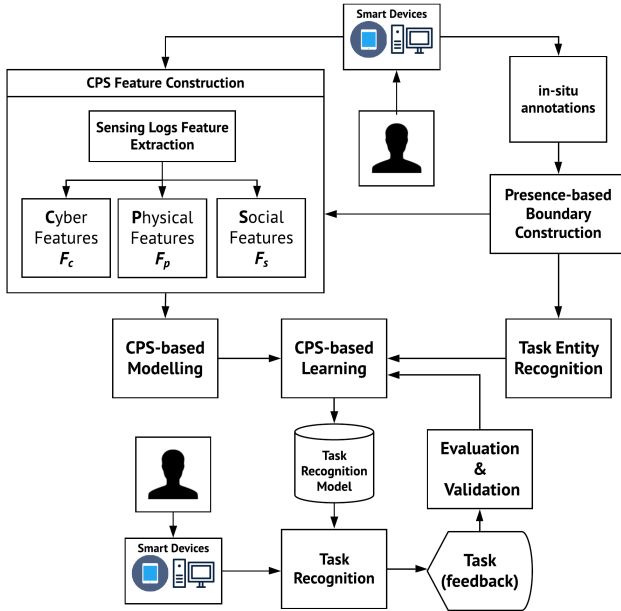 Smart Devices
CPS Feature Construction
in-situ
annotations
Sensing Logs Feature
Extraction
Cyber
Features
Fc
Physical
Features
Fp
Social
Features
Fs
Presence-based
Boundary
Construction
CPS-based
Modelling
CPS-based
Learning
Task Entity
Recognition
Task
Recognition
Model
Evaluation
&
Validation
Smart Devices
Task
Recognition
Task
(feedback)